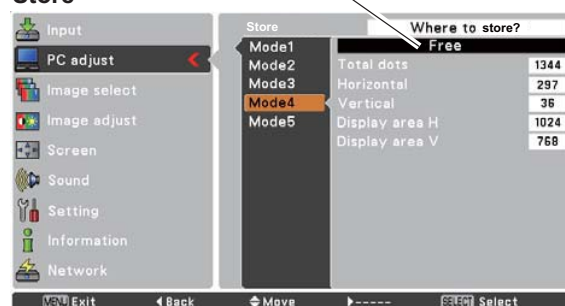 Store
Input
PC adjust
Image select
Image adjust
Screen
Sound
Setting
Information
Network
Store
Mode1
Mode2
Mode3
Mode4
Mode5
Where to store?
Free
Total dots 1344
Horizontal 297
Vertical 36
Display area H 1024
Display area V 768
MENU Exit ◀Back ⬍Move ▶----- SELECT Select